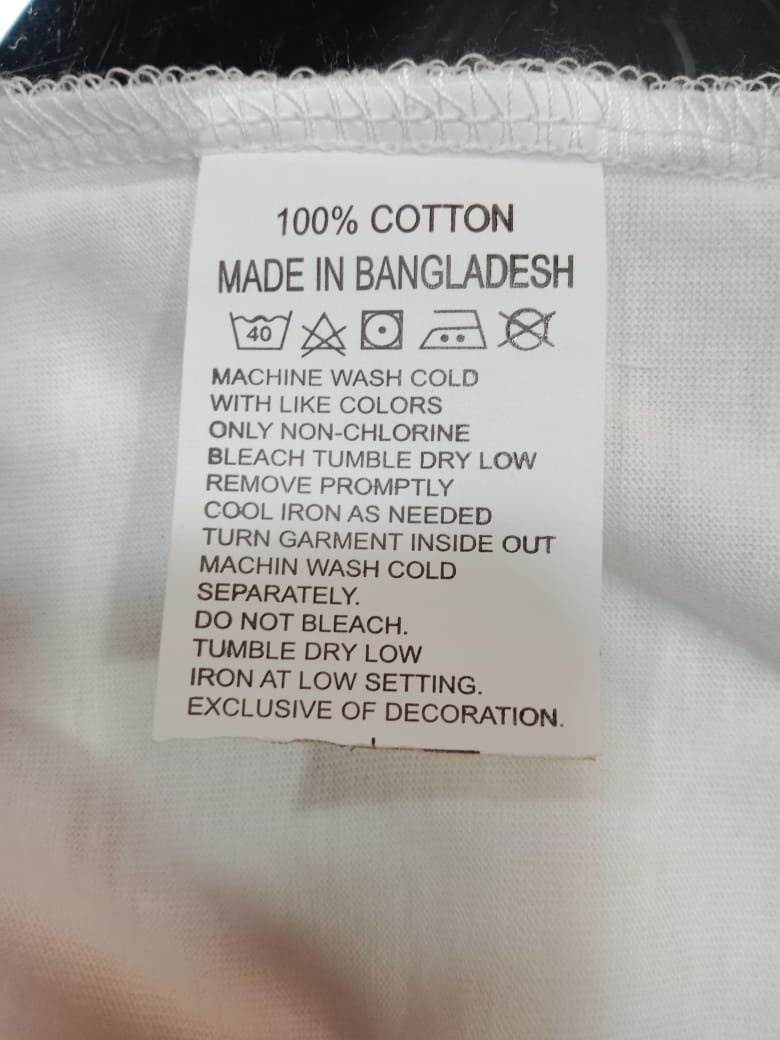 100% COTTON
MADE IN BANGLADESH
40
MACHINE WASH COLD
WITH LIKE COLORS
ONLY NON-CHLORINE
BLEACH TUMBLE DRY LOW
REMOVE PROMPTLY
COOL IRON AS NEEDED
TURN GARMENT INSIDE OUT
MACHIN WASH COLD
SEPARATELY.
DO NOT BLEACH.
TUMBLE DRY LOW
IRON AT LOW SETTING.
EXCLUSIVE OF DECORATION.